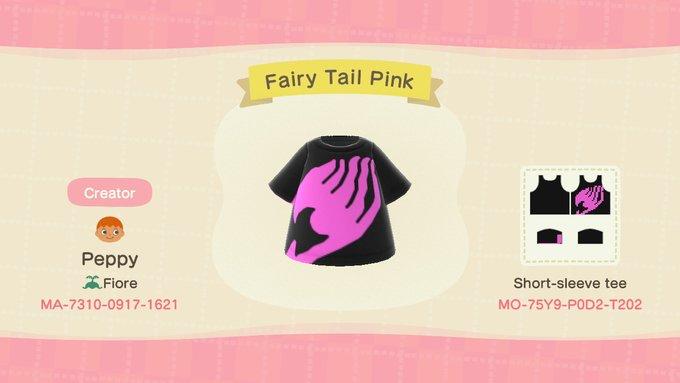 Fairy Tail Pink
Creator
Peppy
Fiore
MA-7310-0917-1621
Short-sleeve tee
MO-75Y9-P0D2-T202